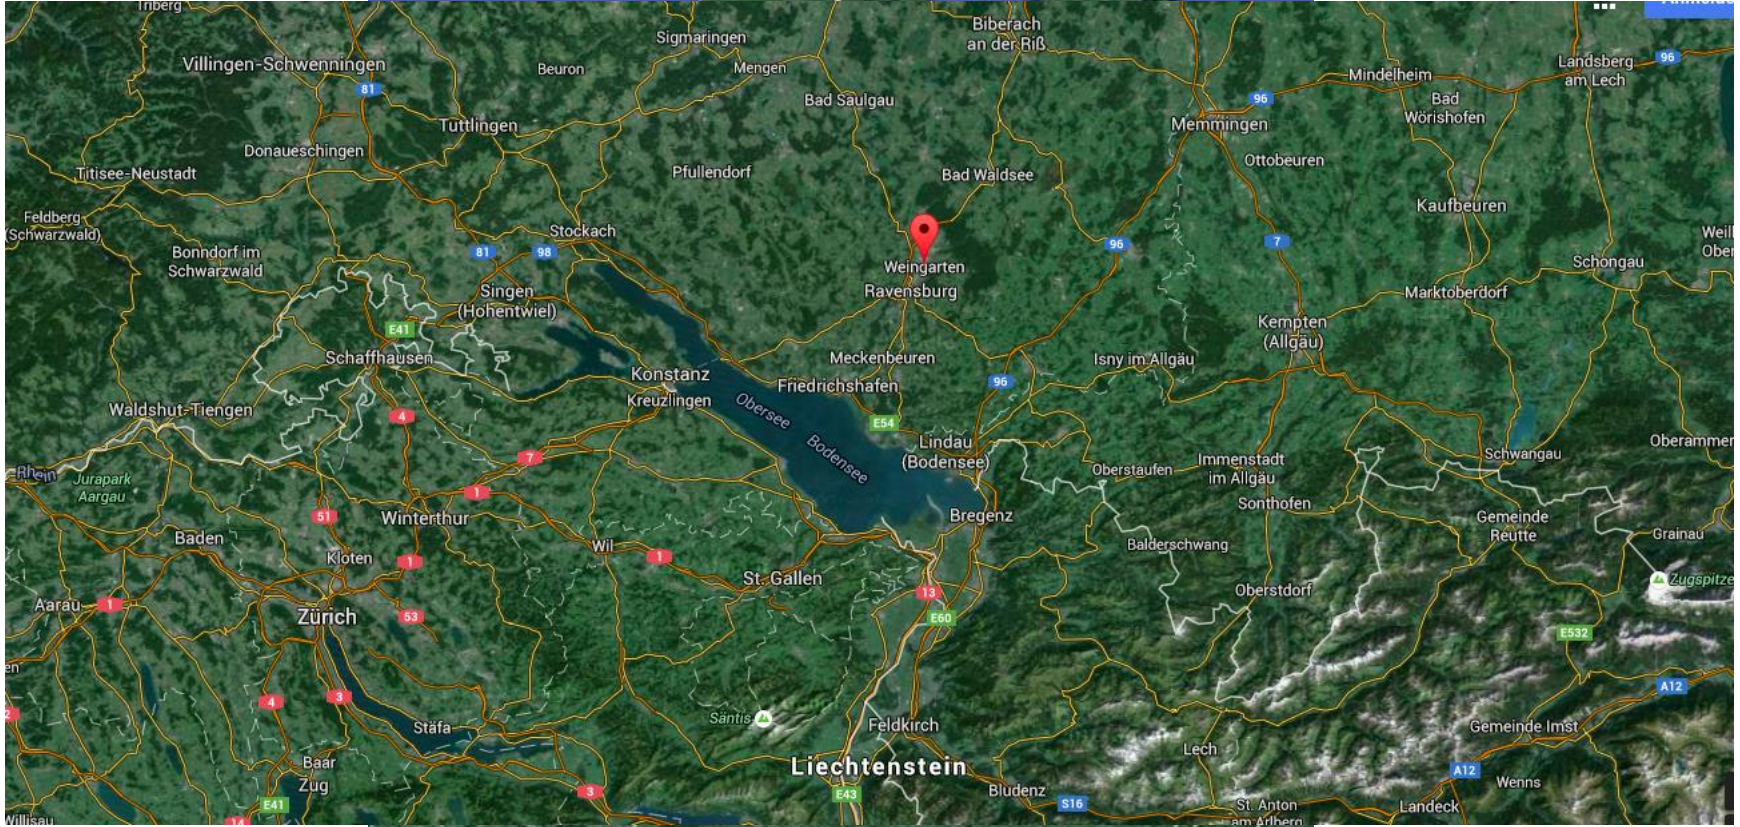 Triberg
Sigmaringen
Biberach
an der Riß
Villingen-Schwenningen
Beuron
Mengen
Landsberg
am Lech
96
Mindelheim
81
Bad Saulgau
96
Bad
Wörishofen
Tuttlingen
Memmingen
Donaueschingen
Ottobeuren
Titisee-Neustadt
Pfullendorf
Bad Waldsee
Kaufbeuren
Feldberg
(Schwarzwald)
Stockach
96
7
Bonndorf im
Schwarzwald
81
98
Weingarten
Schongau
Singen
(Hohentwiel)
Ravensburg
Marktoberdorf
E41
Kempten
(Allgäu)
Schaffhausen
Meckenbeuren
Isny im Allgäu
Konstanz
Friedrichshafen
96
Kreuzlingen
Waldshut-Tiengen
4
Obersee
E54
Bodensee
Lindau
(Bodensee)
Schwangau
Rhein
7
Oberstaufen
Immenstadt
im Allgäu
Jurapark
Aargau
1
Sonthofen
51
Winterthur
Bregenz
Gemeinde
Reutte
Baden
Wil
Balderschwang
Grainau
Kloten
1
1
St. Gallen
Zugspitze
Aarau
1
13
Oberstdorf
Zürich
53
E60
E532
4
3
A12
Säntis
Stäfa
Feldkirch
Gemeinde Imst
Lech
Baar
Liechtenstein
A12
Zug
3
E43
Bludenz
Wenns
E41
S16
St. Anton
am Arlberg
Landeck
Willisau
14